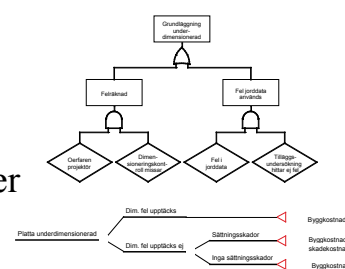 Grundläggning
under-
dimensionerad
Felräknad
Fel jorddata
används
Oerfaren
projektör
Dimen-
sioneringskont-
roll missar
Fel i
jorddata
Tilläggs-
undersökning
hittar ej fel
er
Dim. fel upptäcks
Byggkostnad
Platta underdimensionerad
Sättningsskador
Byggkostnad
skadekostna
Dim. fel upptäcks ej
Inga sättningsskador
Byggkostna